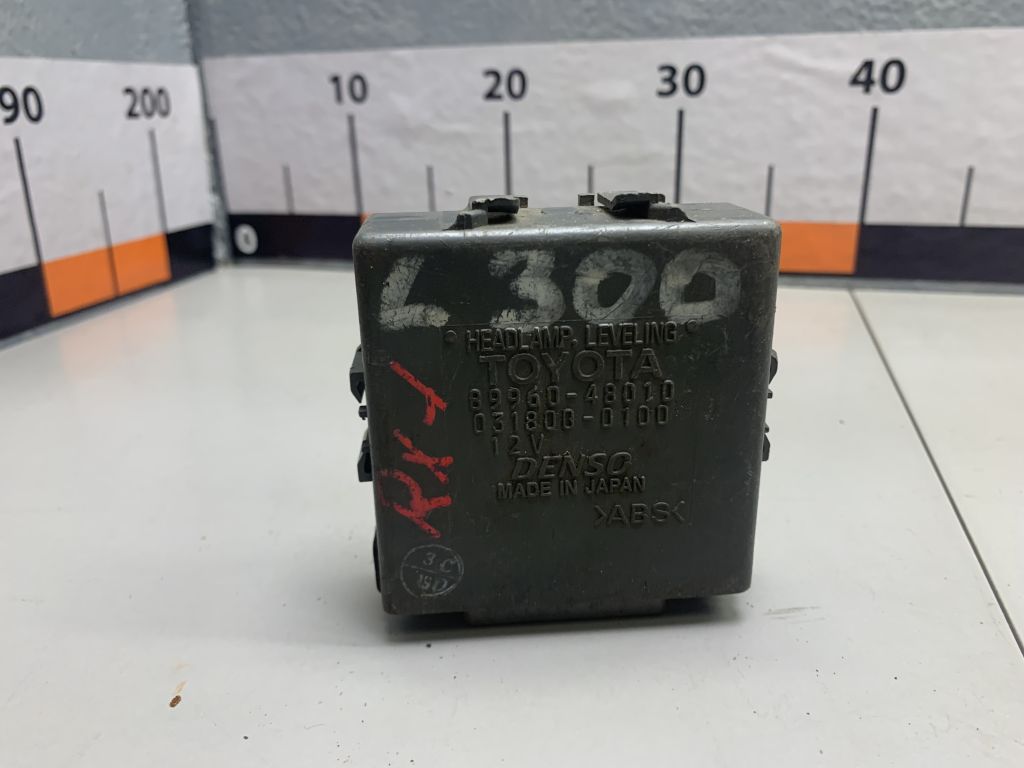 90 200 10 20 30 40
L300
HEADLAMP. LEVELING
TOYOTA
89960-48010
031800-0100
12V
DENSO
MADE IN JAPAN
>ABS<
3C